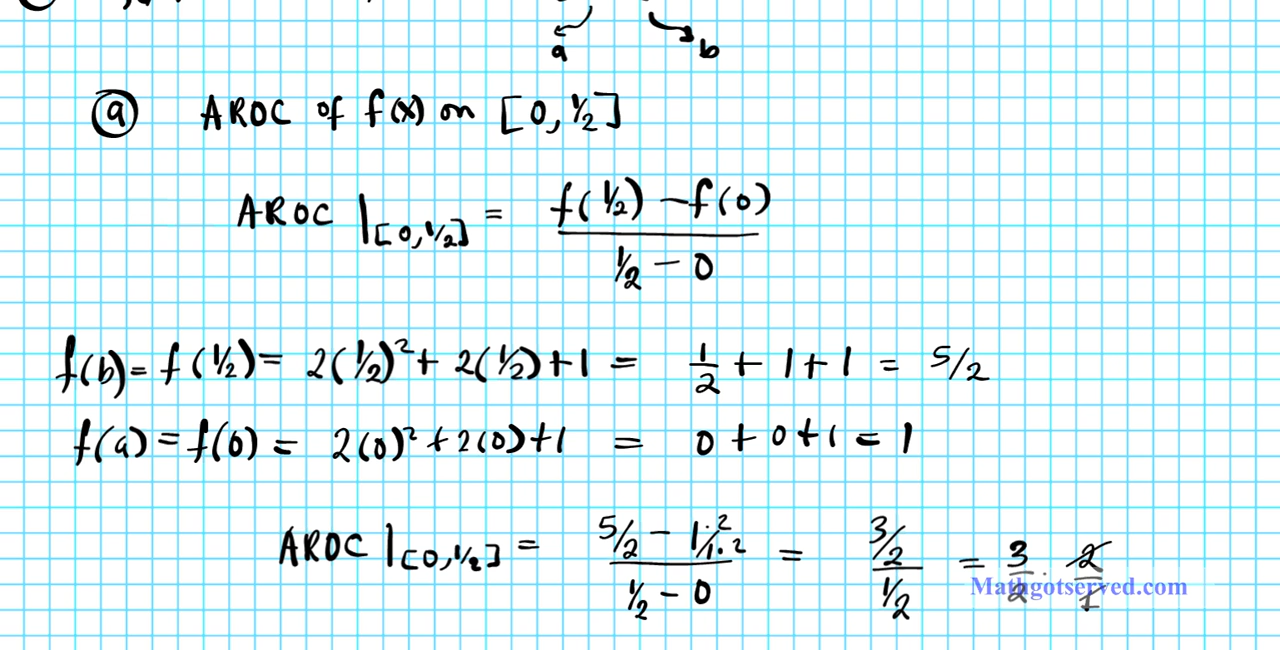 a b
(a) AROC of f(x) on [0, 1/2]
AROC |[0,1/2] = (f(1/2) - f(0)) / (1/2 - 0)
f(b) = f(1/2) = 2(1/2)² + 2(1/2) + 1 = 1/2 + 1 + 1 = 5/2
f(a) = f(0) = 2(0)² + 2(0) + 1 = 0 + 0 + 1 = 1
AROC |[0,1/2] = (5/2 - 1/1·2/2) / (1/2 - 0) = (3/2) / (1/2) = 3/2 · 2/1
Mathgotserved.com